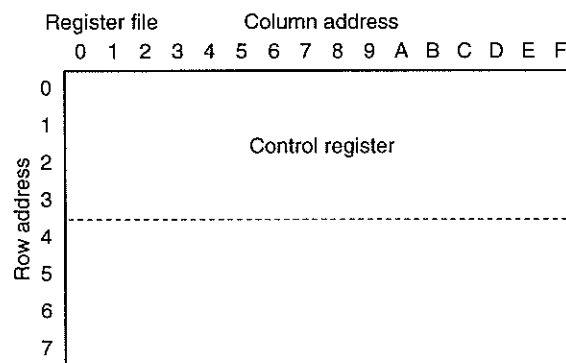 Register file Column address
0 1 2 3 4 5 6 7 8 9 A B C D E F
0
1
2
3
4
5
6
7
Row address
Control register